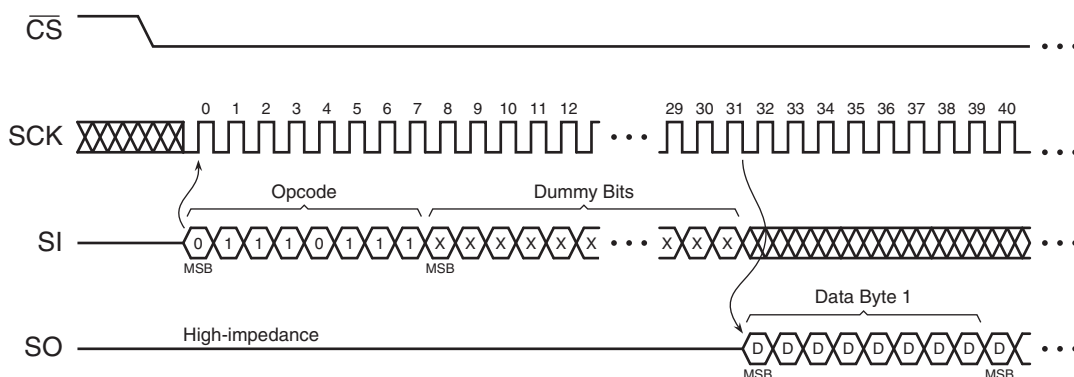 CS
0 1 2 3 4 5 6 7 8 9 10 11 12 29 30 31 32 33 34 35 36 37 38 39 40
SCK
Opcode Dummy Bits
SI 0 1 1 1 0 1 1 1 X X X X X X X X X
MSB MSB
Data Byte 1
High-impedance
SO D D D D D D D D D
MSB MSB